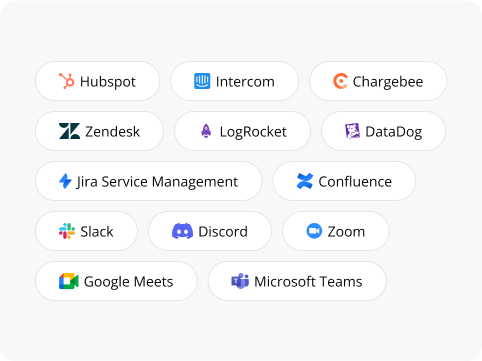 Hubspot Intercom Chargebee
Zendesk LogRocket DataDog
Jira Service Management Confluence
Slack Discord Zoom
Google Meets Microsoft Teams